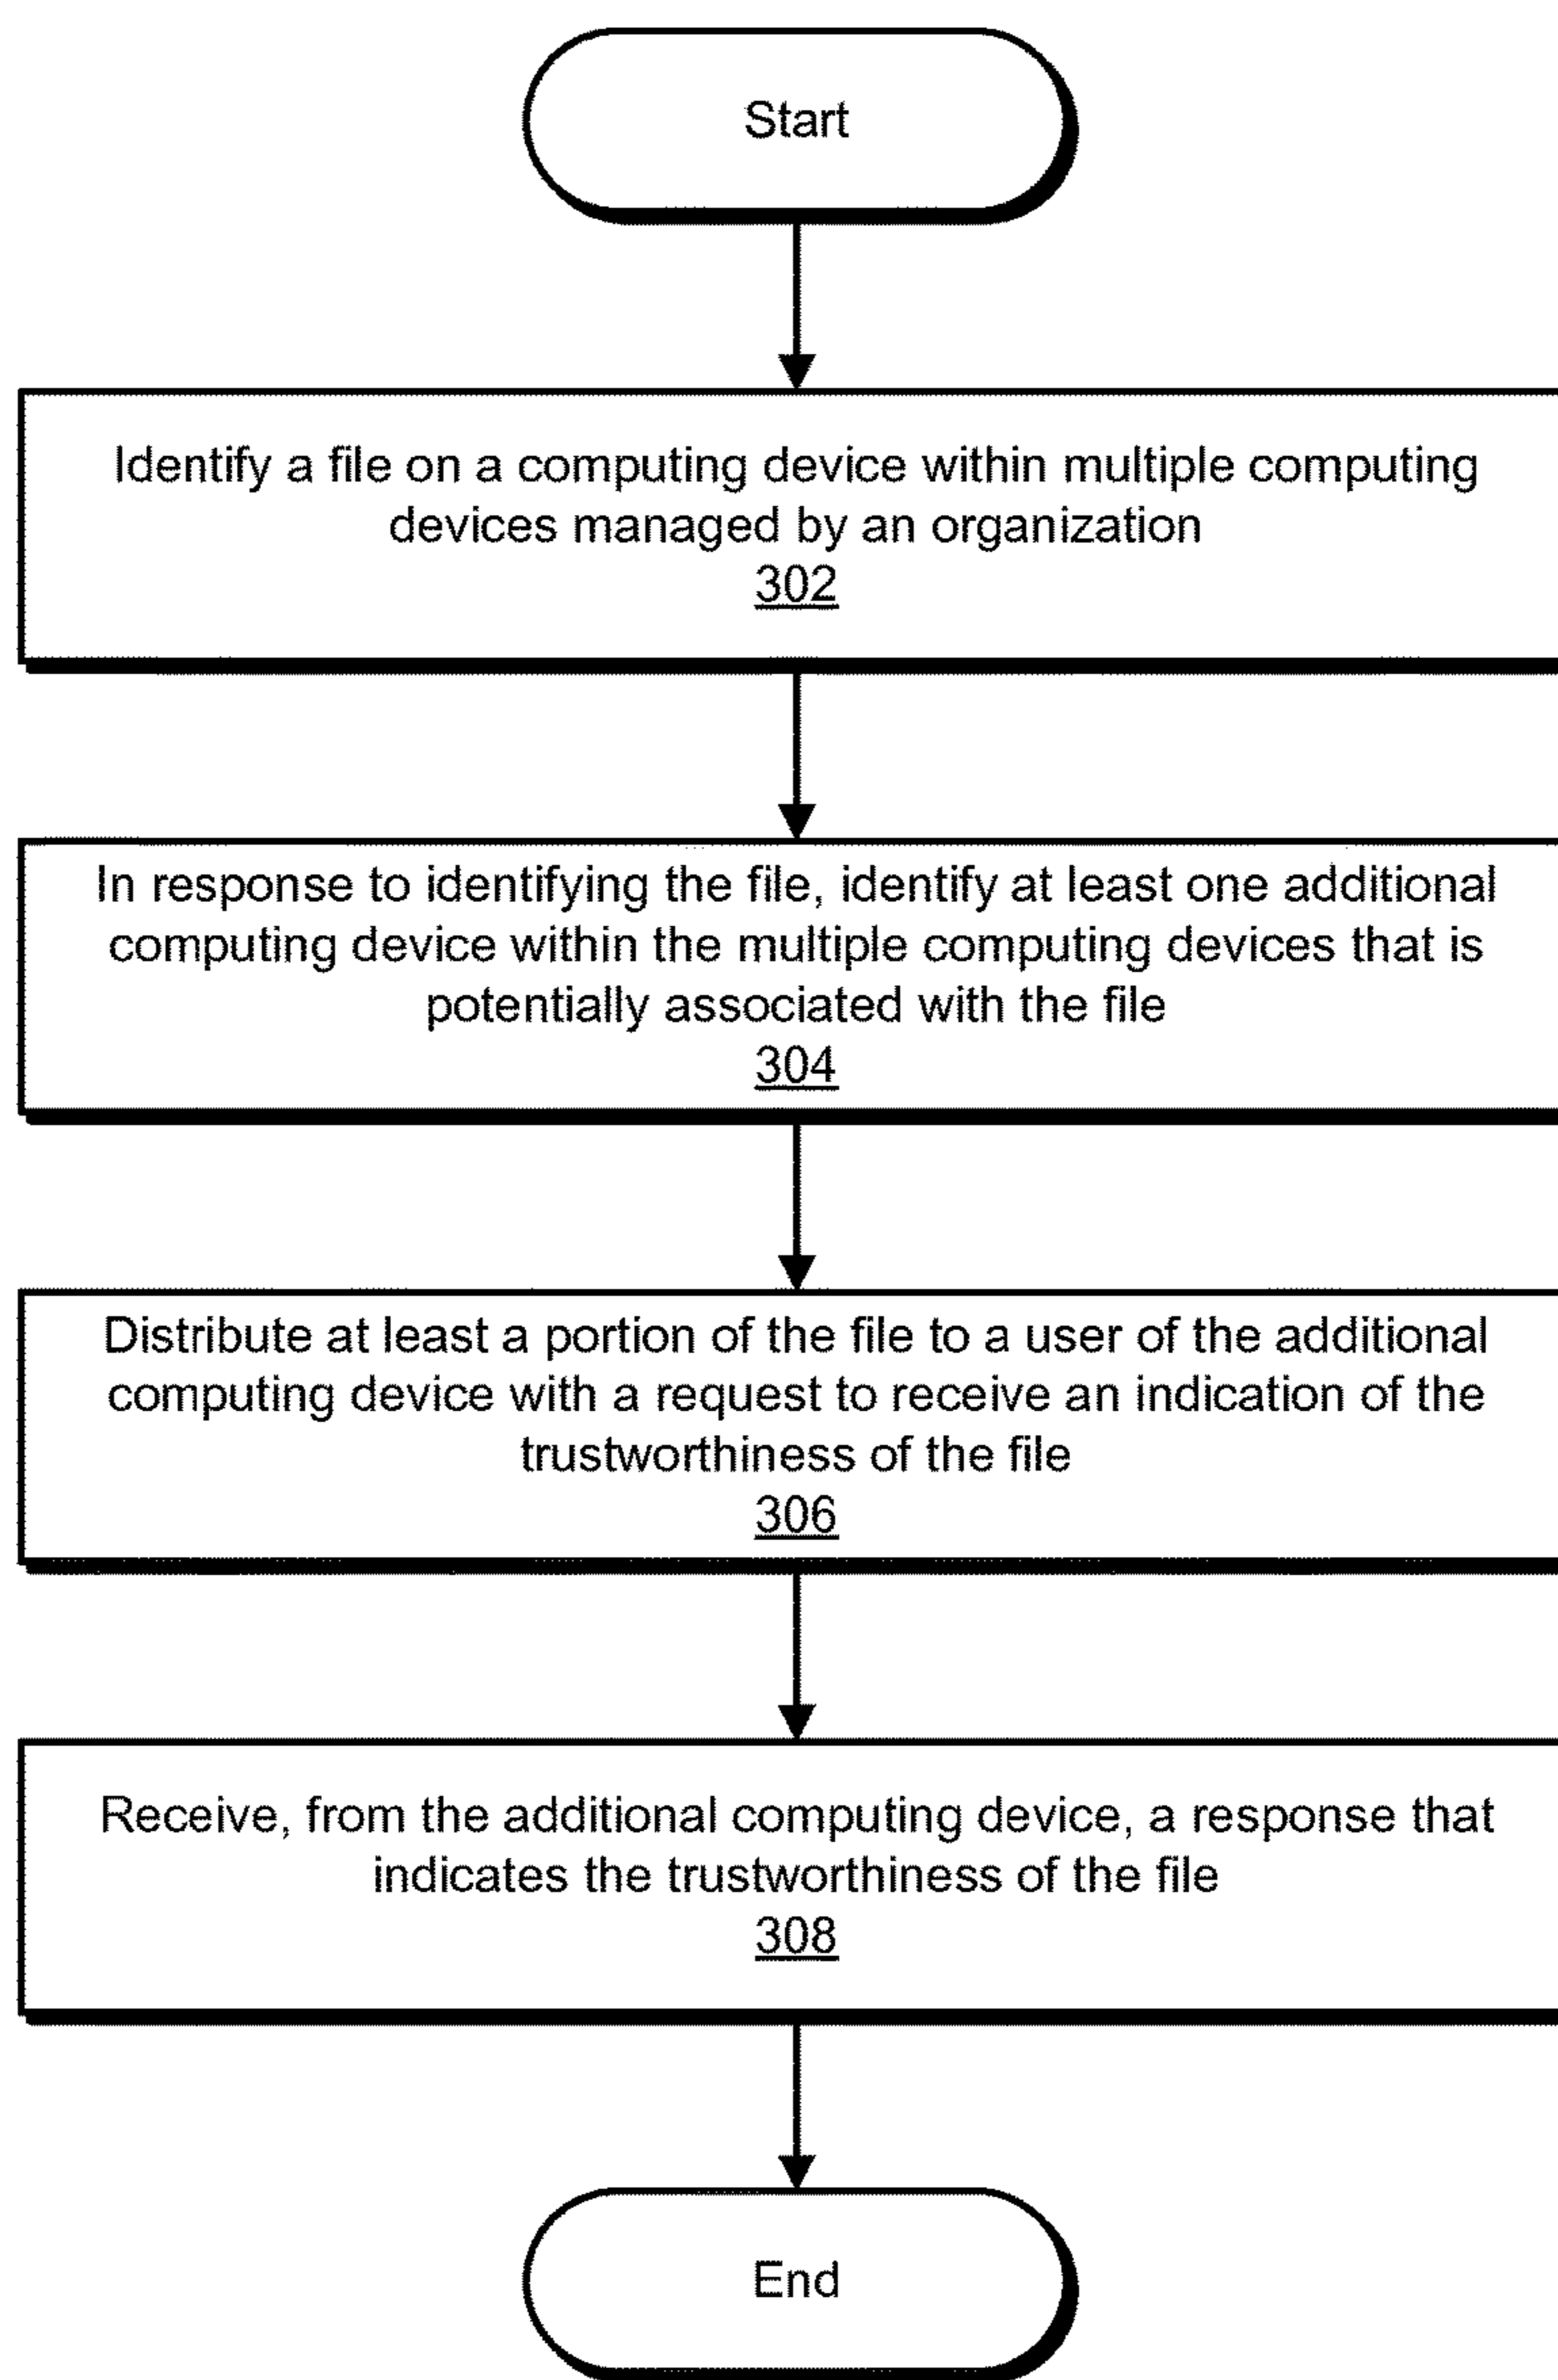 Start
Identify a file on a computing device within multiple computing
devices managed by an organization
302
In response to identifying the file, identify at least one additional
computing device within the multiple computing devices that is
potentially associated with the file
304
Distribute at least a portion of the file to a user of the additional
computing device with a request to receive an indication of the
trustworthiness of the file
306
Receive, from the additional computing device, a response that
indicates the trustworthiness of the file
308
End